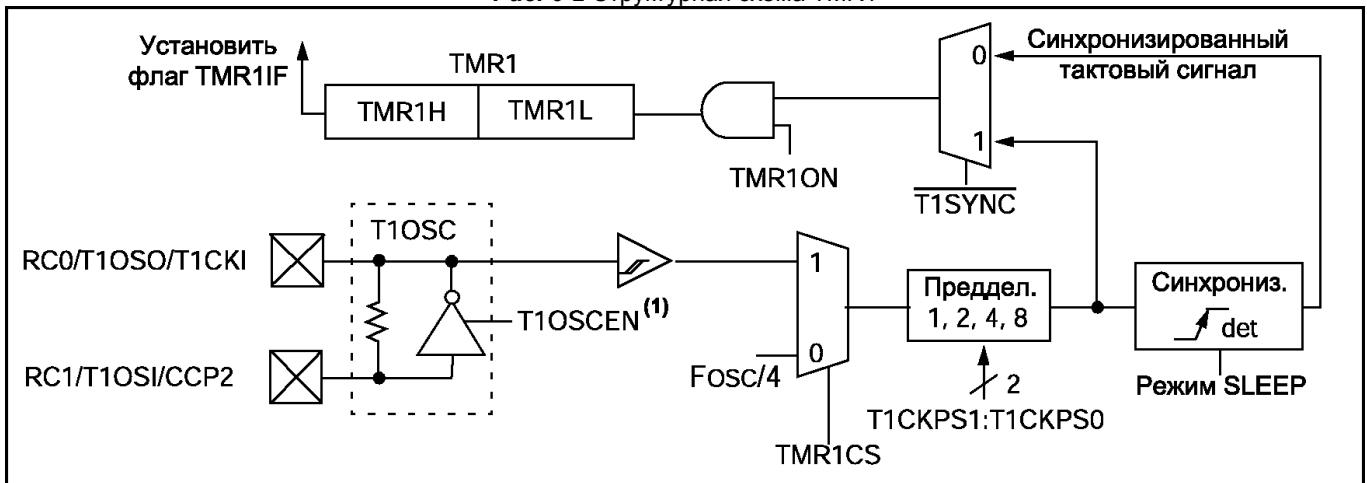 Установить
флаг TMR1IF
TMR1
TMR1H
TMR1L
TMR1ON
0
1
T1SYNC
Синхронизированный
тактовый сигнал
RC0/T1OSO/T1CKI
T1OSC
T1OSCEN (1)
RC1/T1OSI/CCP2
1
0
FOSC/4
TMR1CS
Преддел.
1, 2, 4, 8
2
T1CKPS1:T1CKPS0
Синхрониз.
det
Режим SLEEP